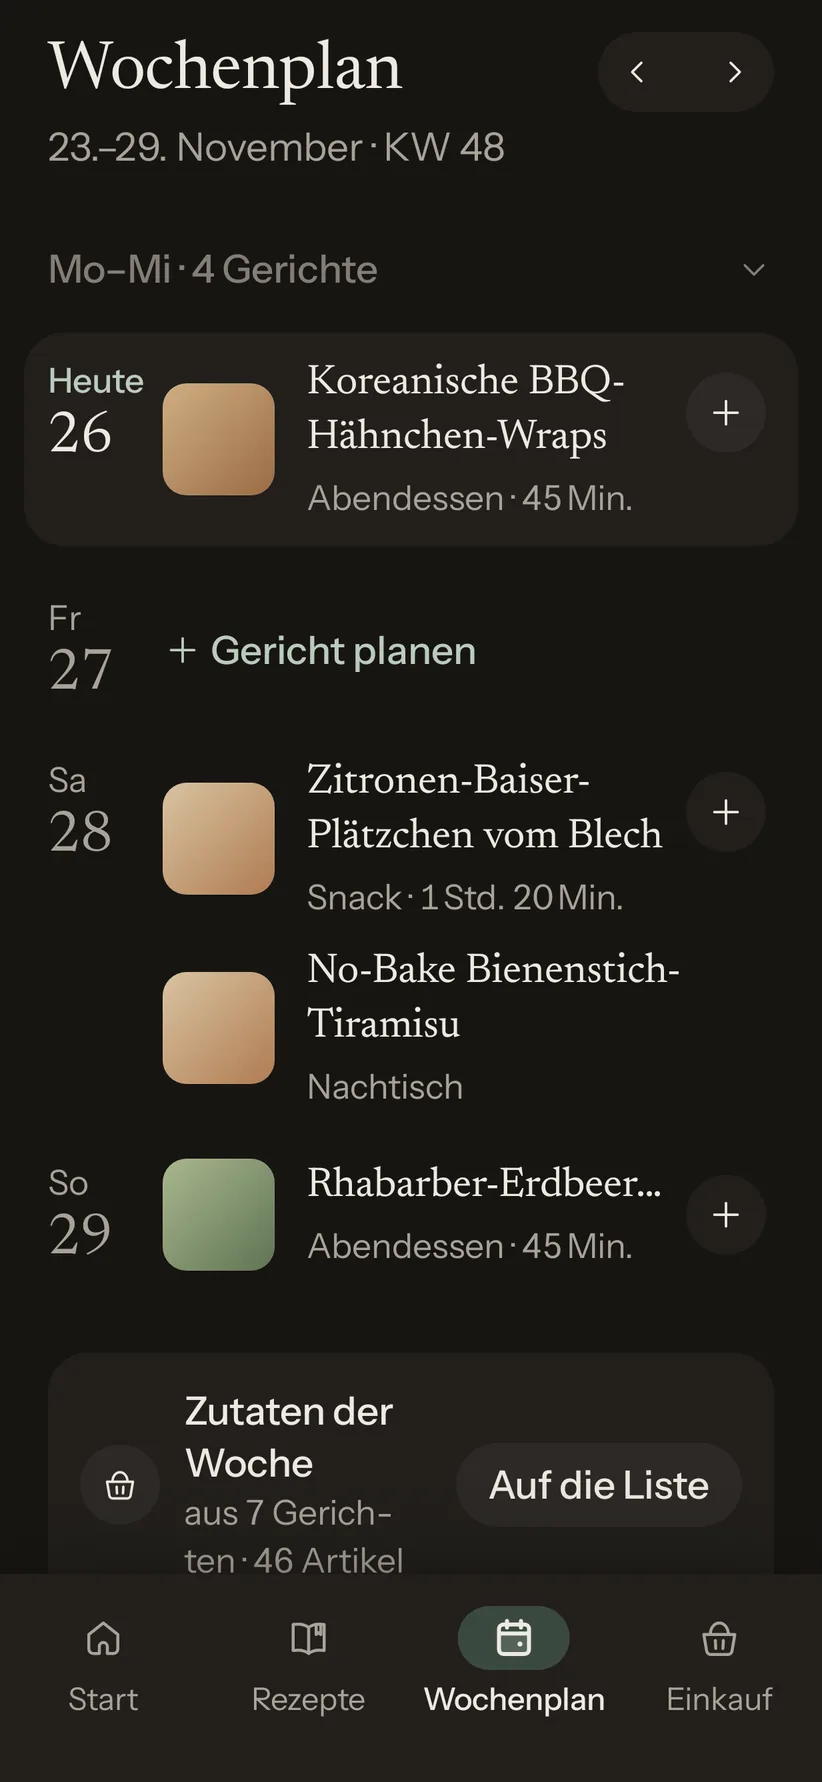 Wochenplan
23.–29. November · KW 48
Mo–Mi · 4 Gerichte
Heute
26
Koreanische BBQ-
Hähnchen-Wraps
Abendessen · 45 Min.
Fr
27
+ Gericht planen
Sa
28
Zitronen-Baiser-
Plätzchen vom Blech
Snack · 1 Std. 20 Min.
No-Bake Bienenstich-
Tiramisu
Nachtisch
So
29
Rhabarber-Erdbeer…
Abendessen · 45 Min.
Zutaten der
Woche
aus 7 Gerich-
ten · 46 Artikel
Auf die Liste
Start
Rezepte
Wochenplan
Einkauf